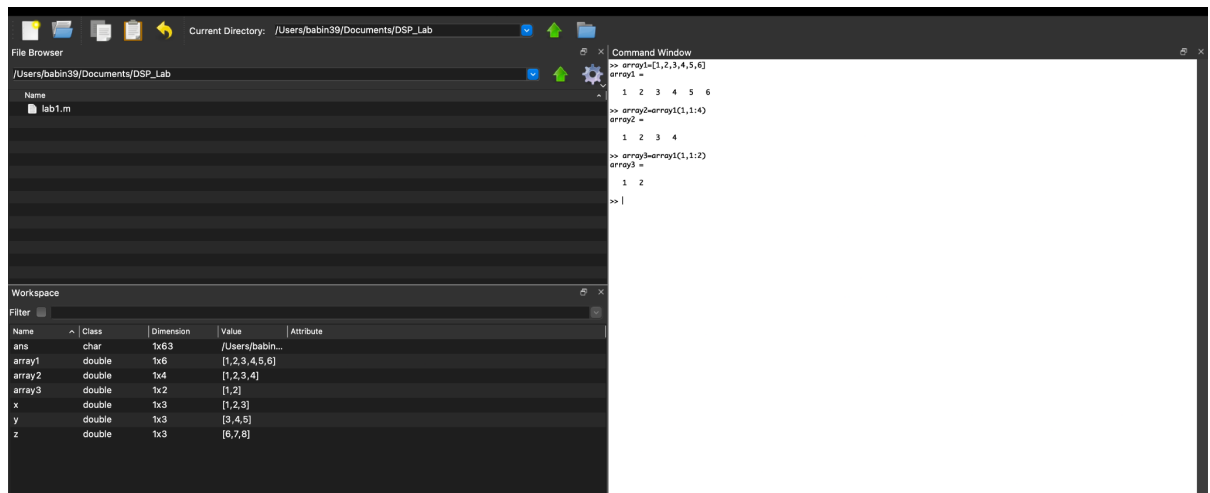 Current Directory: /Users/babin39/Documents/DSP_Lab
File Browser
/Users/babin39/Documents/DSP_Lab
Name
lab1.m
Workspace
Filter
Name Class Dimension Value Attribute
ans char 1x63 /Users/babin...
array1 double 1x6 [1,2,3,4,5,6]
array2 double 1x4 [1,2,3,4]
array3 double 1x2 [1,2]
x double 1x3 [1,2,3]
y double 1x3 [3,4,5]
z double 1x3 [6,7,8]
Command Window
>> array1=[1,2,3,4,5,6]
array1 =
1 2 3 4 5 6
>> array2=array1(1,1:4)
array2 =
1 2 3 4
>> array3=array1(1,1:2)
array3 =
1 2
>>